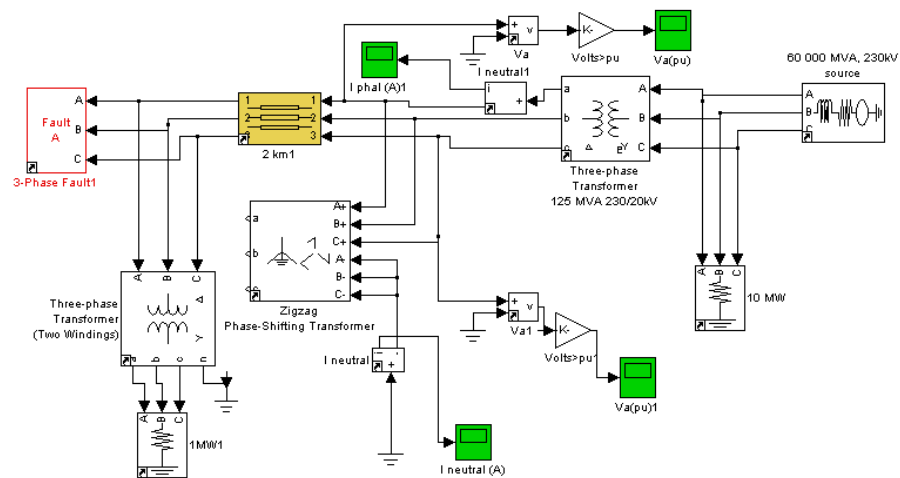 +
-
v
Va
K-
Volts>pu
Va(pu)
60 000 MVA, 230kV
source
I phal (A)1
I neutral1
i
+
a
b
c
A
B
C
Δ
Y
Three-phase
Transformer
125 MVA 230/20kV
A
B
C
Fault
A
A
B
C
3-Phase Fault1
1
2
3
1
2
3
2 km1
a
b
c
A+
B+
C+
A-
B-
C-
Zigzag
Phase-Shifting Transformer
A
B
C
10 MW
A
B
C
Δ
Y
a
b
c
n
Three-phase
Transformer
(Two Windings)
+
-
v
Va1
K-
Volts>pu1
Va(pu)1
I neutral
+
I neutral (A)
A
B
C
1MW1